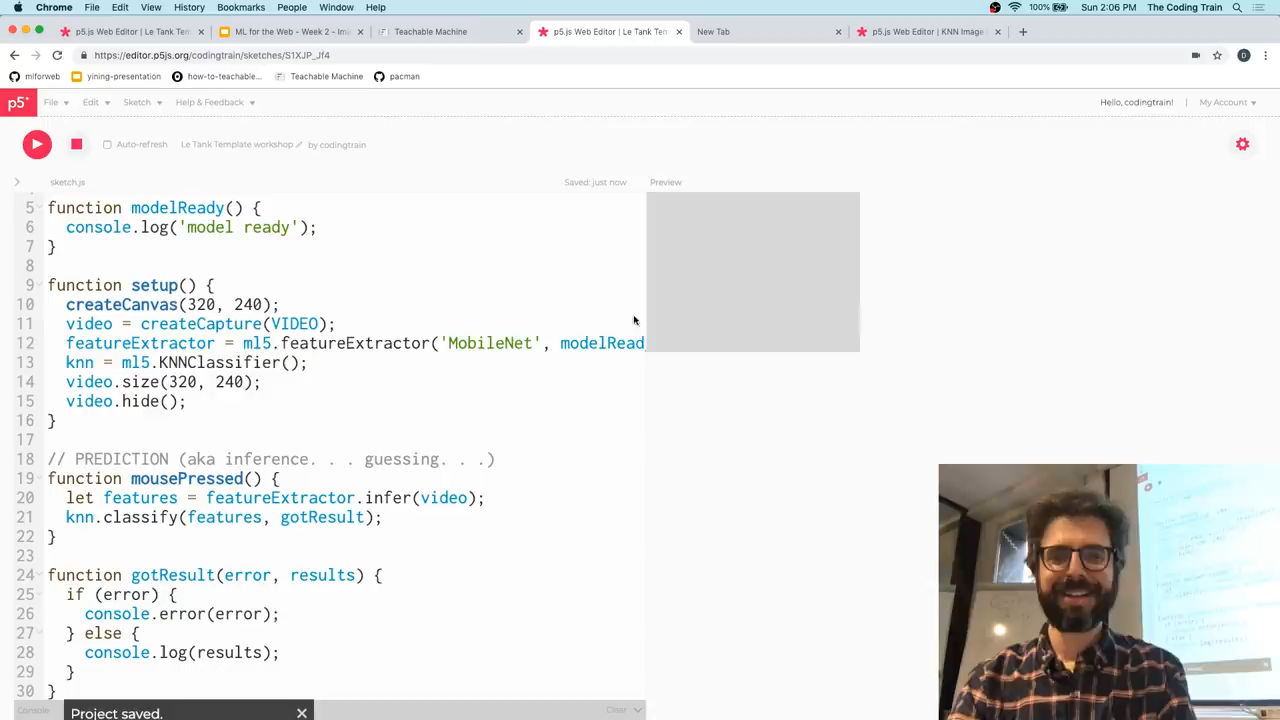 Chrome File Edit View History Bookmarks People Window Help 100% Sun 2:06 PM The Coding Train
p5.js Web Editor | Le Tank Tem ML for the Web - Week 2 - Im Teachable Machine p5.js Web Editor | Le Tank Tem New Tab p5.js Web Editor | KNN Image
https://editor.p5js.org/codingtrain/sketches/S1XJP_Jf4 D
mlforweb yining-presentation how-to-teachable... Teachable Machine pacman
p5* File Edit Sketch Help & Feedback Hello, codingtrain! | My Account
Auto-refresh Le Tank Template workshop by codingtrain
sketch.js Saved: just now Preview
5 function modelReady() {
6 console.log('model ready');
7 }
8
9 function setup() {
10 createCanvas(320, 240);
11 video = createCapture(VIDEO);
12 featureExtractor = ml5.featureExtractor('MobileNet', modelRead
13 knn = ml5.KNNClassifier();
14 video.size(320, 240);
15 video.hide();
16 }
17
18 // PREDICTION (aka inference. . . guessing. . .)
19 function mousePressed() {
20 let features = featureExtractor.infer(video);
21 knn.classify(features, gotResult);
22 }
23
24 function gotResult(error, results) {
25 if (error) {
26 console.error(error);
27 } else {
28 console.log(results);
29 }
30 }
Console Project saved. Clear